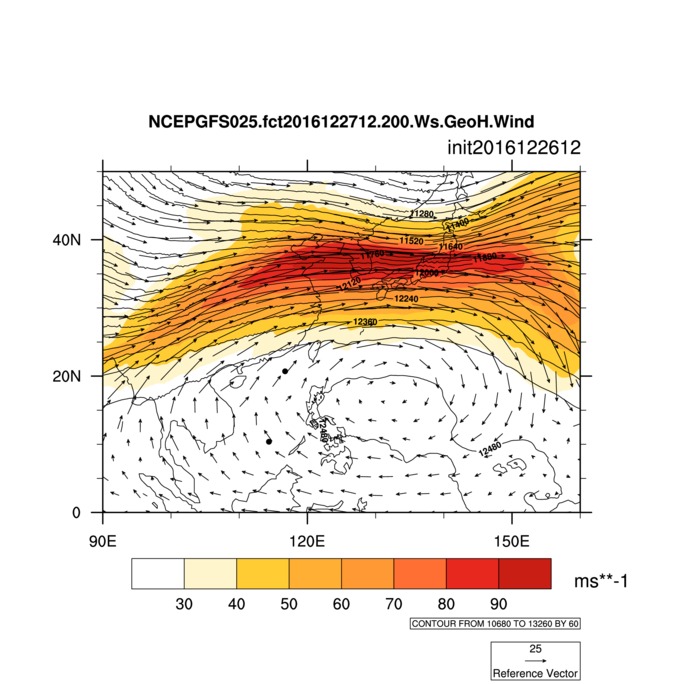 NCEPGFS025.fct2016122712.200.Ws.GeoH.Wind
init2016122612
11280
11400
40N
11520
11640
11760
11880
12000
12120
12240
12360
20N
12480
12480
0
90E
120E
150E
ms**-1
30
40
50
60
70
80
90
CONTOUR FROM 10680 TO 13260 BY 60
25
Reference Vector